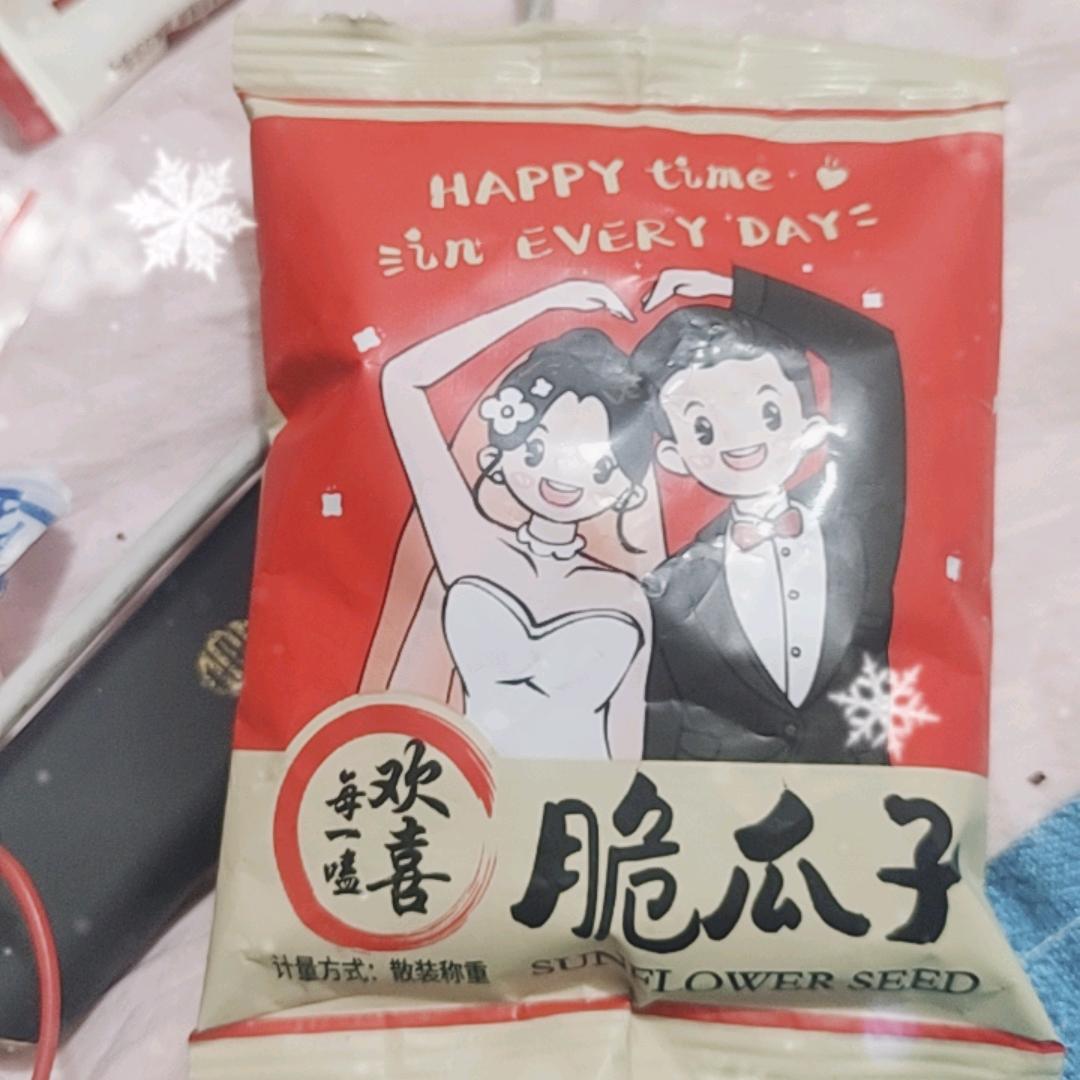 HAPPY time
in EVERY DAY
欢喜
每一嗑
脆瓜子
计量方式：散装称重
SUNFLOWER SEED